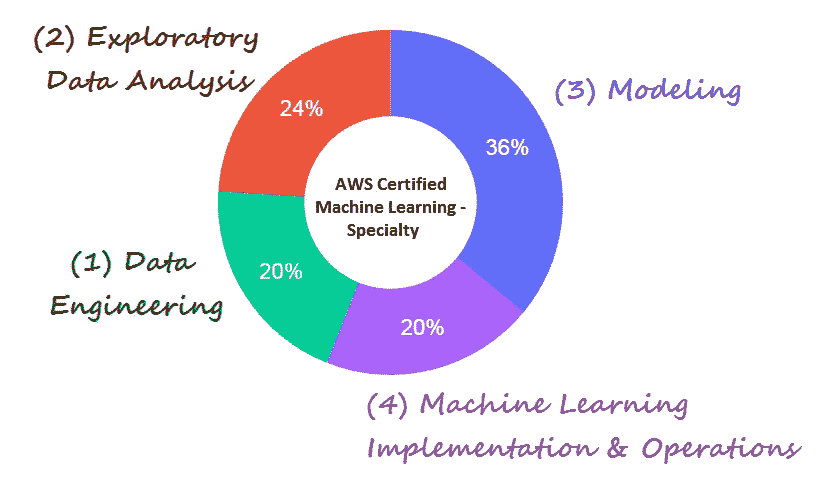 (2) Exploratory
Data Analysis
24%
(3) Modeling
36%
AWS Certified
Machine Learning -
Specialty
(1) Data
Engineering
20%
20%
(4) Machine Learning
Implementation & Operations